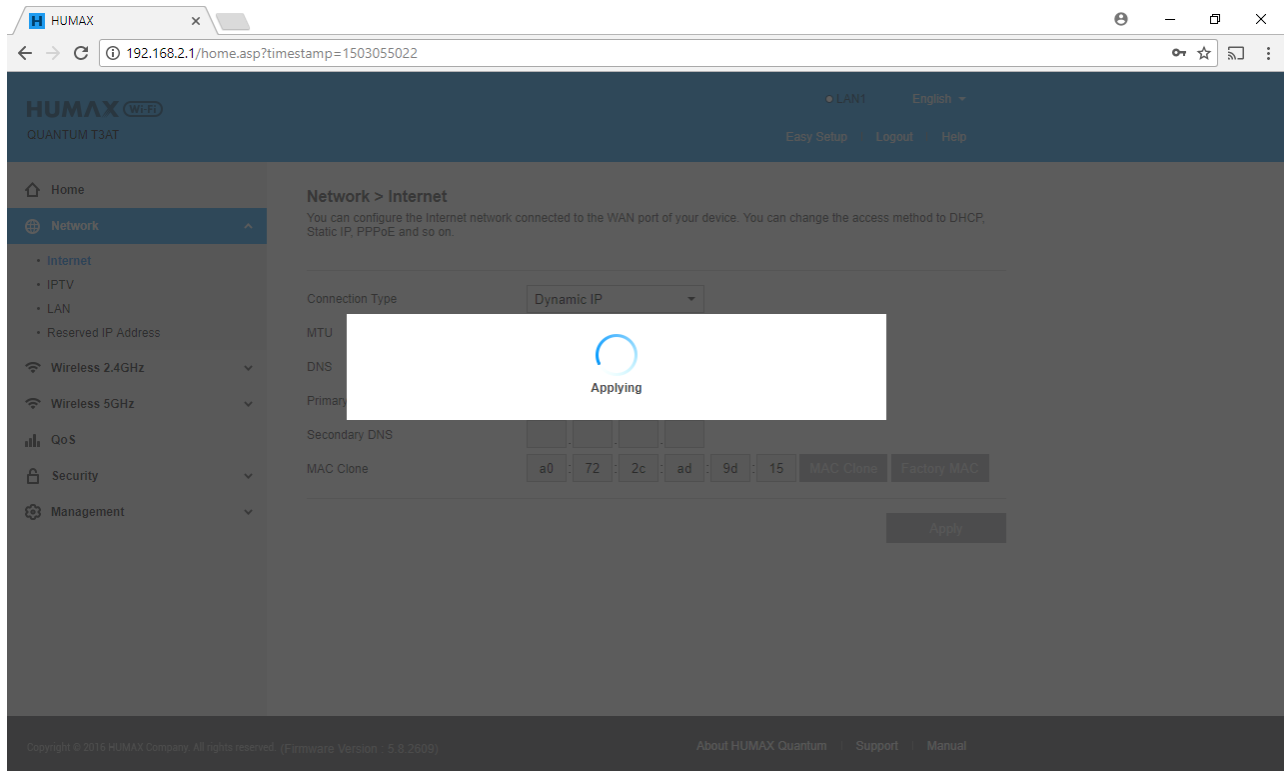 HUMAX
192.168.2.1/home.asp?timestamp=1503055022
HUMAX Wi-Fi
QUANTUM T3AT
LAN1 English
Easy Setup Logout Help
Home
Network
Internet
IPTV
LAN
Reserved IP Address
Wireless 2.4GHz
Wireless 5GHz
QoS
Security
Management
Network > Internet
You can configure the Internet network connected to the WAN port of your device. You can change the access method to DHCP,
Static IP, PPPoE and so on.
Connection Type Dynamic IP
MTU
DNS
Primary
Applying
Secondary DNS . . .
MAC Clone a0 : 72 : 2c : ad : 9d : 15 MAC Clone Factory MAC
Apply
Copyright © 2016 HUMAX Company. All rights reserved. (Firmware Version : 5.8.2609)
About HUMAX Quantum | Support | Manual